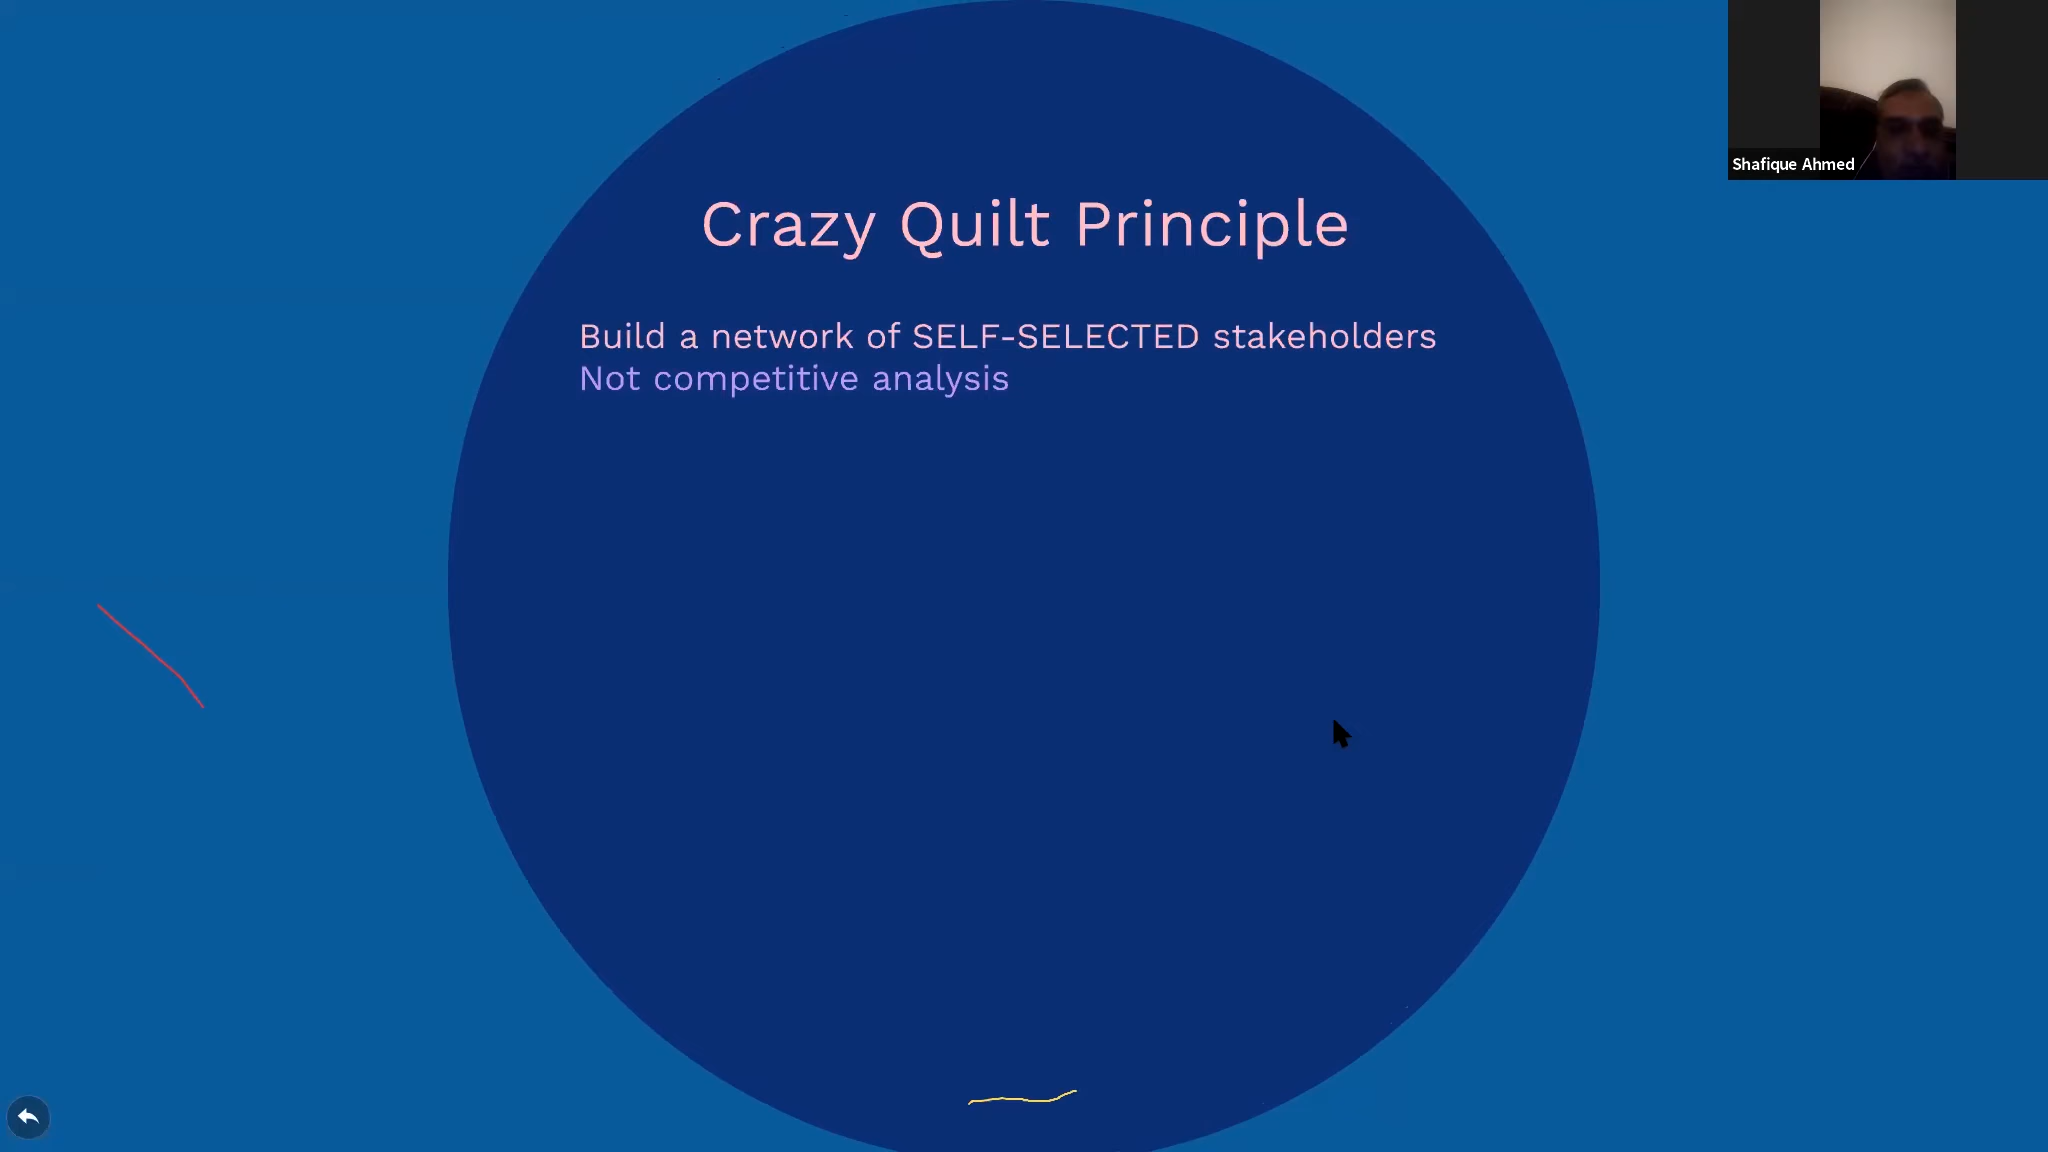 Shafique Ahmed
Crazy Quilt Principle
Build a network of SELF-SELECTED stakeholders
Not competitive analysis